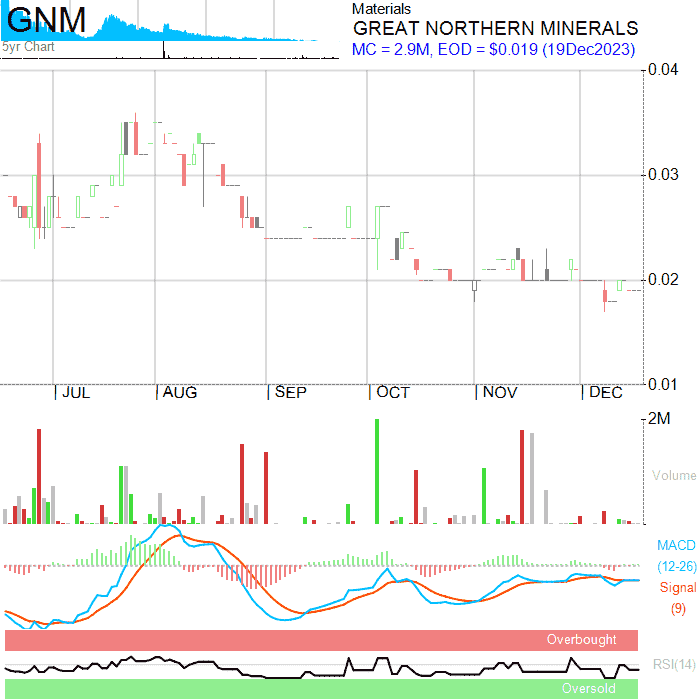 GNM
5yr Chart
Materials
GREAT NORTHERN MINERALS
MC = 2.9M, EOD = $0.019 (19Dec2023)
0.04
0.03
0.02
0.01
JUL AUG SEP OCT NOV DEC
2M
Volume
MACD
(12-26)
Signal
(9)
Overbought
RSI(14)
Oversold